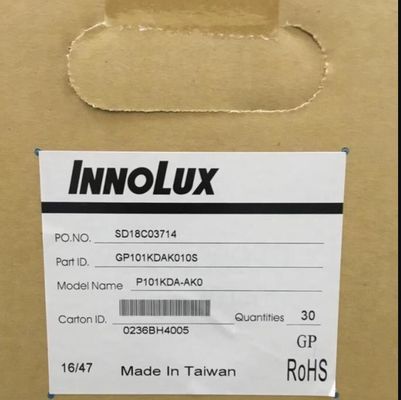 INNOLUX
PO.NO. SD18C03714
Part ID. GP101KDAK010S
Model Name P101KDA-AK0
Carton ID. 0236BH4005 Quantities 30
GP
16/47 Made In Taiwan RoHS